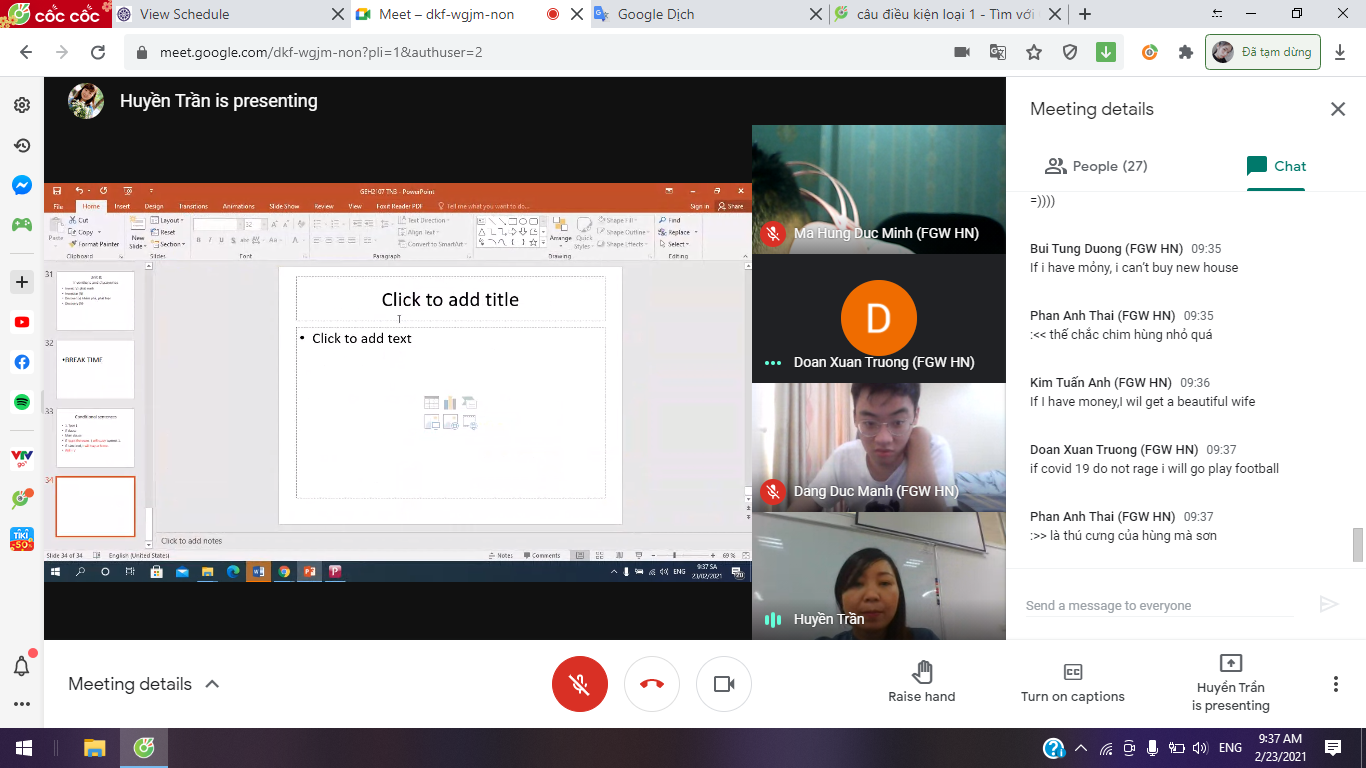 cốc cốc
View Schedule
Meet – dkf-wgjm-non
Google Dịch
câu điều kiện loại 1 - Tìm với
meet.google.com/dkf-wgjm-non?pli=1&authuser=2
Đã tạm dừng
Huyền Trần is presenting
GEH2107 TN3 - PowerPoint
File Home Insert Design Transitions Animations Slide Show Review View Foxit Reader PDF Tell me what you want to do... Sign in Share
Paste
Cut
Copy
Format Painter
Clipboard
New Slide
Layout
Reset
Section
Slides
Font
Text Direction
Align Text
Convert to SmartArt
Paragraph
Arrange
Quick Styles
Shape Fill
Shape Outline
Shape Effects
Drawing
Find
Replace
Select
Editing
31
32
•BREAK TIME
33
Conditional sentences
34
Click to add title
• Click to add text
Click to add notes
Slide 34 of 34 English (United States) Notes Comments 69 %
ENG
9:37 SA
23/02/2021
Ma Hung Duc Minh (FGW HN)
D
Doan Xuan Truong (FGW HN)
Dang Duc Manh (FGW HN)
Huyền Trần
Meeting details
People (27)
Chat
=))))
Bui Tung Duong (FGW HN) 09:35
If i have mỏny, i can’t buy new house
Phan Anh Thai (FGW HN) 09:35
:<< thế chắc chim hùng nhỏ quá
Kim Tuấn Anh (FGW HN) 09:36
If I have money,I wil get a beautiful wife
Doan Xuan Truong (FGW HN) 09:37
if covid 19 do not rage i will go play football
Phan Anh Thai (FGW HN) 09:37
:>> là thú cưng của hùng mà sơn
Send a message to everyone
VTV
go
TIKI
-50%
Meeting details
Raise hand
Turn on captions
Huyền Trần
is presenting
ENG
9:37 AM
2/23/2021